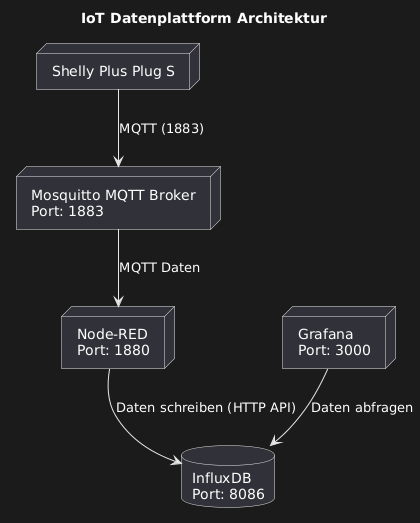 IoT Datenplattform Architektur
Shelly Plus Plug S
MQTT (1883)
Mosquitto MQTT Broker
Port: 1883
MQTT Daten
Node-RED
Port: 1880
Grafana
Port: 3000
Daten schreiben (HTTP API)
Daten abfragen
InfluxDB
Port: 8086